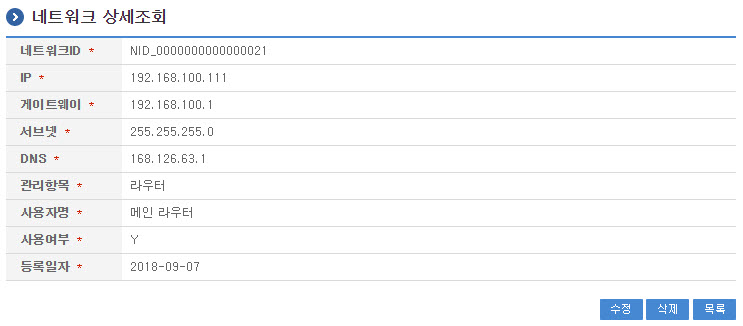 네트워크 상세조회
네트워크ID * NID_0000000000000021
IP * 192.168.100.111
게이트웨이 * 192.168.100.1
서브넷 * 255.255.255.0
DNS * 168.126.63.1
관리항목 * 라우터
사용자명 * 메인 라우터
사용여부 * Y
등록일자 * 2018-09-07
수정 삭제 목록